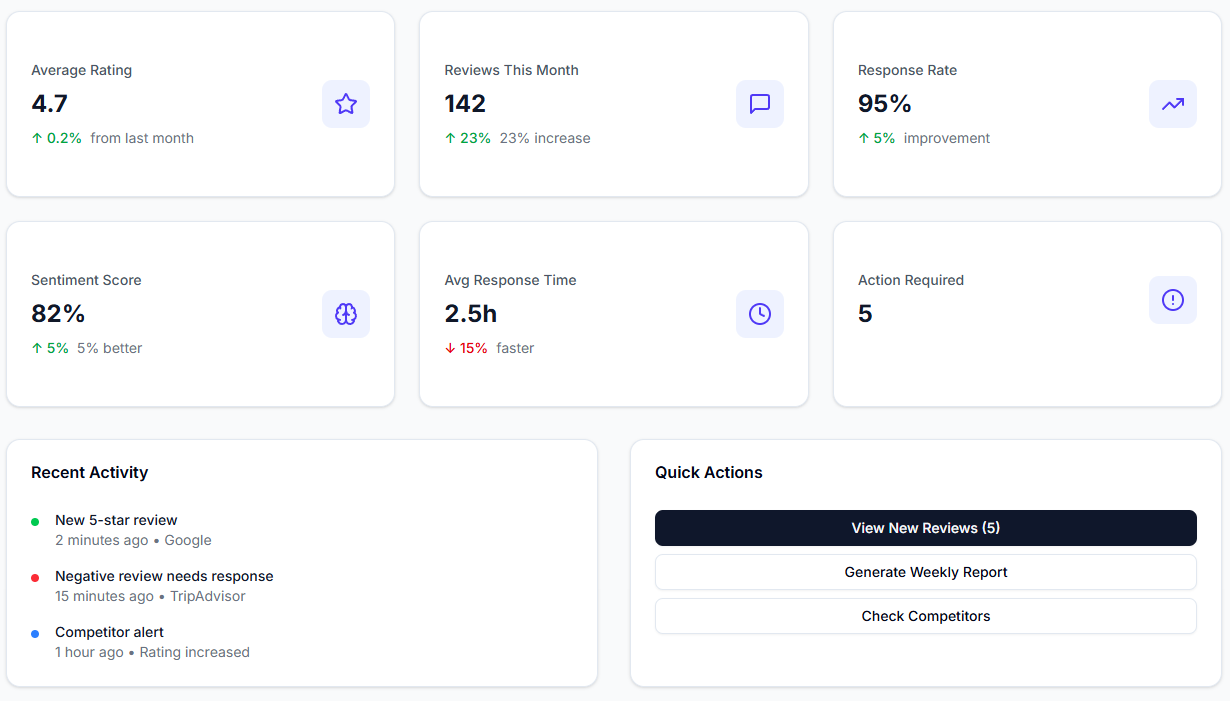 Average Rating
4.7
↑ 0.2% from last month
Reviews This Month
142
↑ 23% 23% increase
Response Rate
95%
↑ 5% improvement
Sentiment Score
82%
↑ 5% 5% better
Avg Response Time
2.5h
↓ 15% faster
Action Required
5
Recent Activity
New 5-star review
2 minutes ago • Google
Negative review needs response
15 minutes ago • TripAdvisor
Competitor alert
1 hour ago • Rating increased
Quick Actions
View New Reviews (5)
Generate Weekly Report
Check Competitors